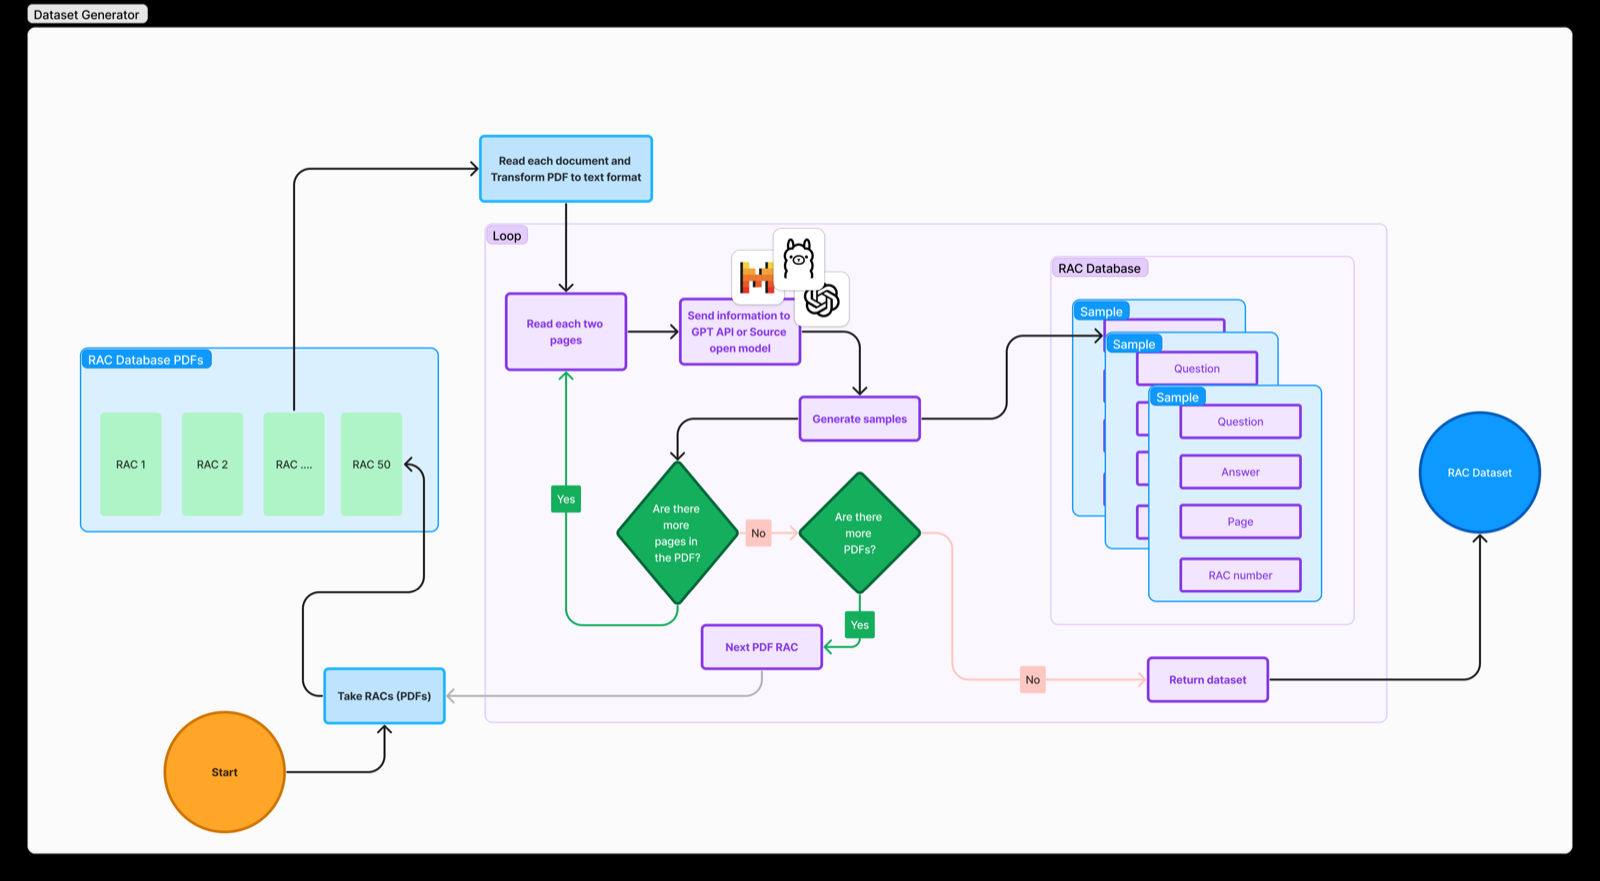 Dataset Generator
Read each document and
Transform PDF to text format
Loop
RAC Database
Sample
Sample
Question
Sample
Question
Answer
Page
RAC number
Read each two
pages
Send information to
GPT API or Source
open model
Generate samples
RAC Database PDFs
RAC 1
RAC 2
RAC ....
RAC 50
Yes
Are there
more
pages in
the PDF?
No
Are there
more
PDFs?
Yes
Next PDF RAC
No
Return dataset
RAC Dataset
Take RACs (PDFs)
Start